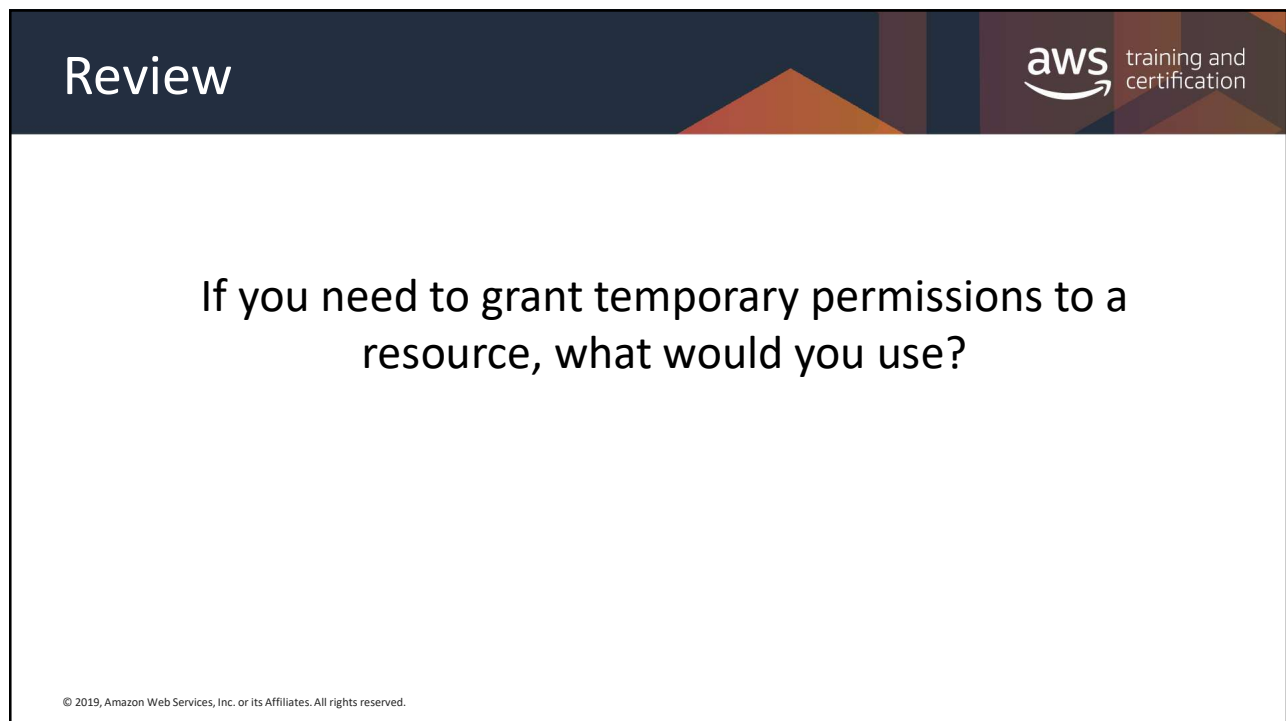 Review
aws training and
certification
If you need to grant temporary permissions to a
resource, what would you use?
© 2019, Amazon Web Services, Inc. or its Affiliates. All rights reserved.